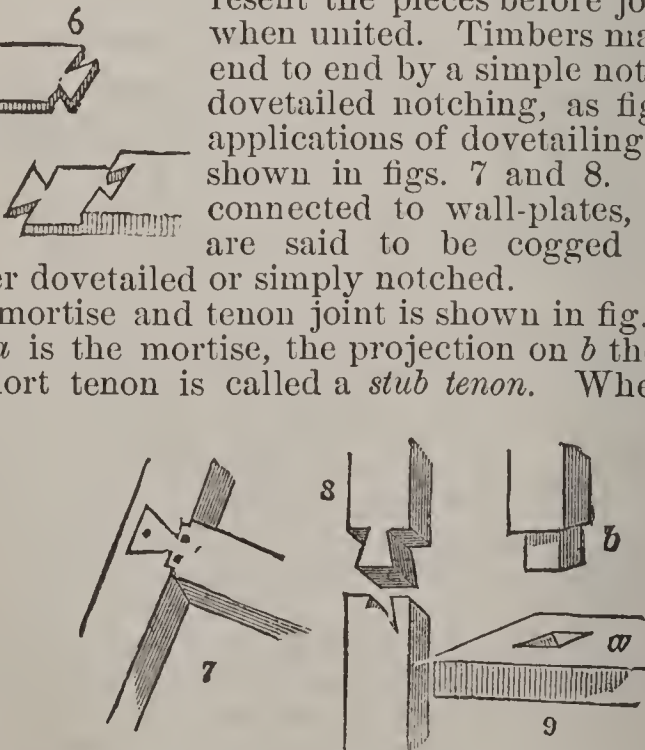 6
resent the pieces before jo
when united. Timbers ma
end to end by a simple not
dovetailed notching, as fig
applications of dovetailing
shown in figs. 7 and 8.
connected to wall-plates,
are said to be cogged
er dovetailed or simply notched.
mortise and tenon joint is shown in fig.
a is the mortise, the projection on b th
ort tenon is called a stub tenon. Whe
8
b
7
a
9